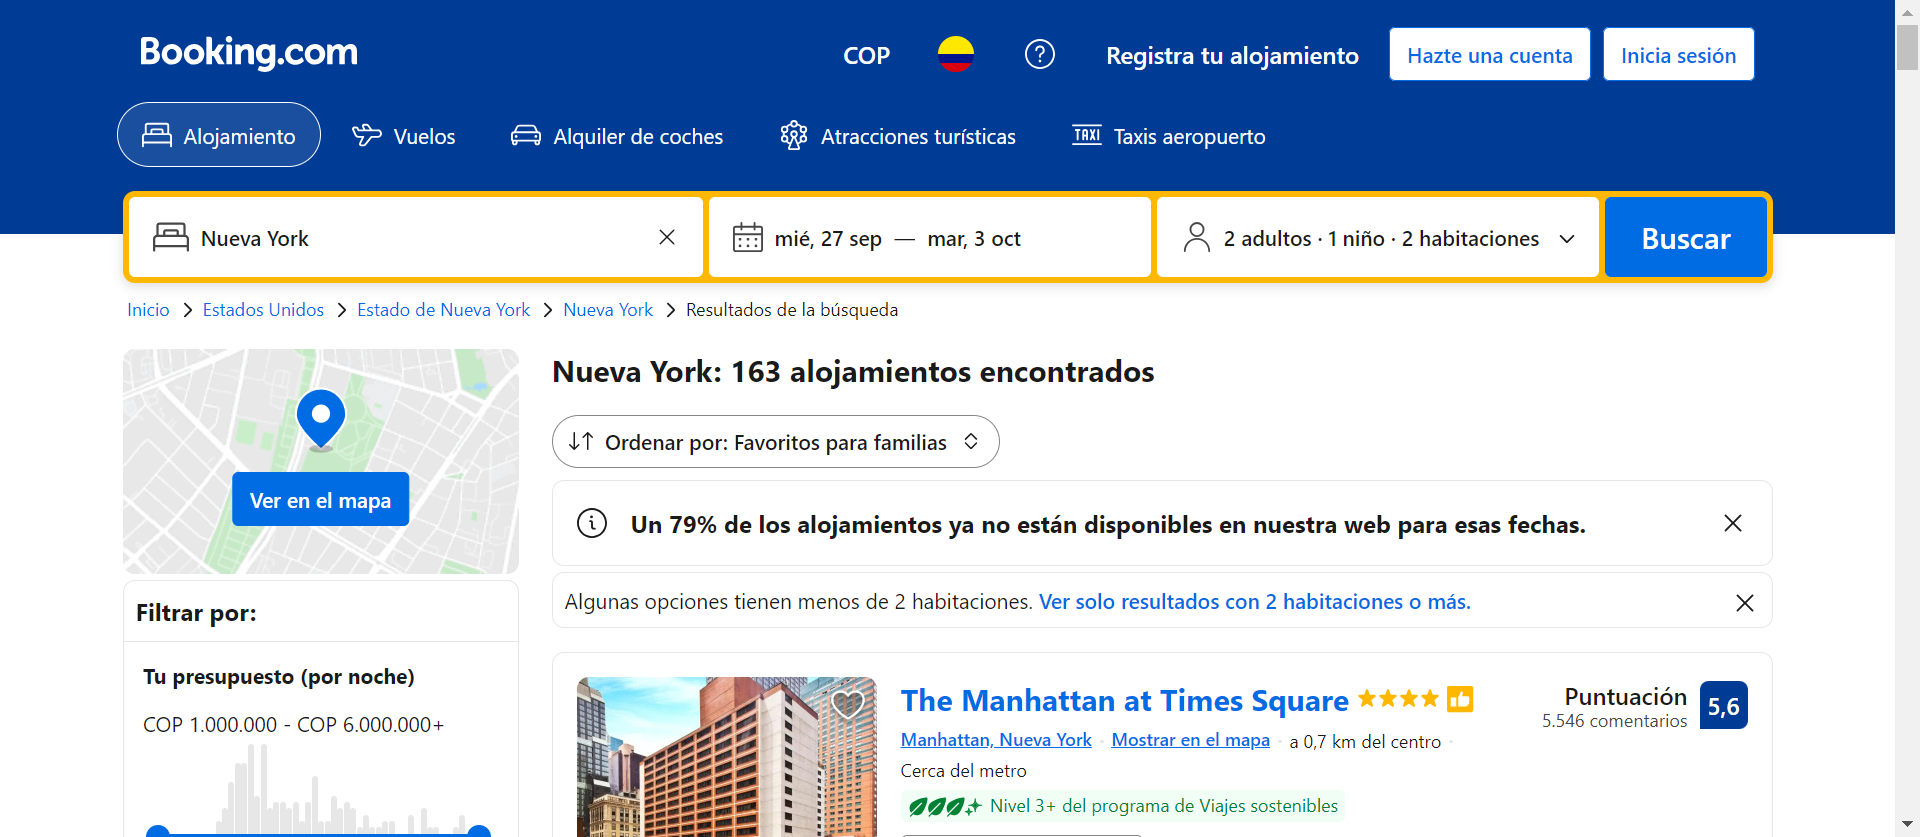 Booking.com
COP
Registra tu alojamiento
Hazte una cuenta
Inicia sesión
Alojamiento
Vuelos
Alquiler de coches
Atracciones turísticas
TAXI
Taxis aeropuerto
Nueva York
mié, 27 sep — mar, 3 oct
2 adultos · 1 niño · 2 habitaciones
Buscar
Inicio
Estados Unidos
Estado de Nueva York
Nueva York
Resultados de la búsqueda
Ver en el mapa
Filtrar por:
Tu presupuesto (por noche)
COP 1.000.000 - COP 6.000.000+
Nueva York: 163 alojamientos encontrados
Ordenar por: Favoritos para familias
Un 79% de los alojamientos ya no están disponibles en nuestra web para esas fechas.
Algunas opciones tienen menos de 2 habitaciones. Ver solo resultados con 2 habitaciones o más.
The Manhattan at Times Square
Manhattan, Nueva York
Mostrar en el mapa
a 0,7 km del centro
Cerca del metro
Nivel 3+ del programa de Viajes sostenibles
Puntuación
5.546 comentarios
5,6